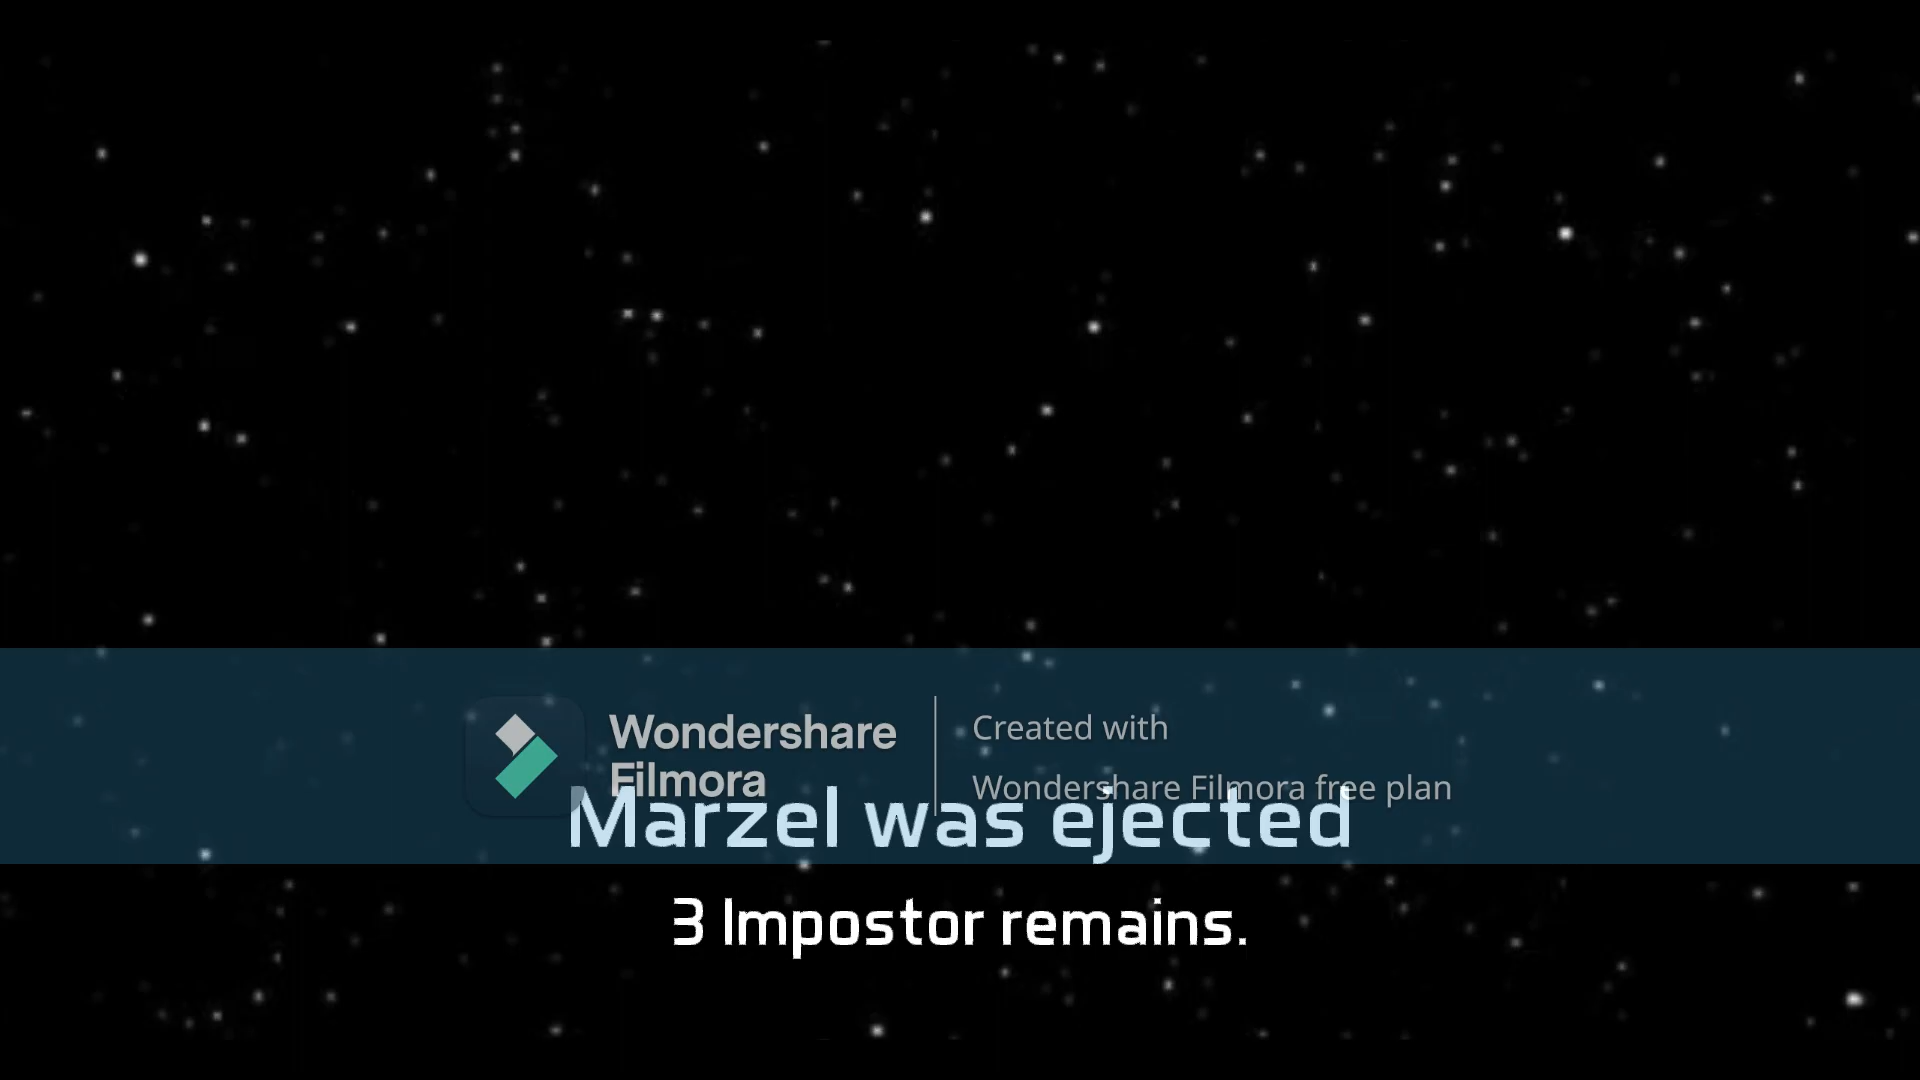 Wondershare
Filmora
Created with
Wondershare Filmora free plan
Marzel was ejected
3 Impostor remains.